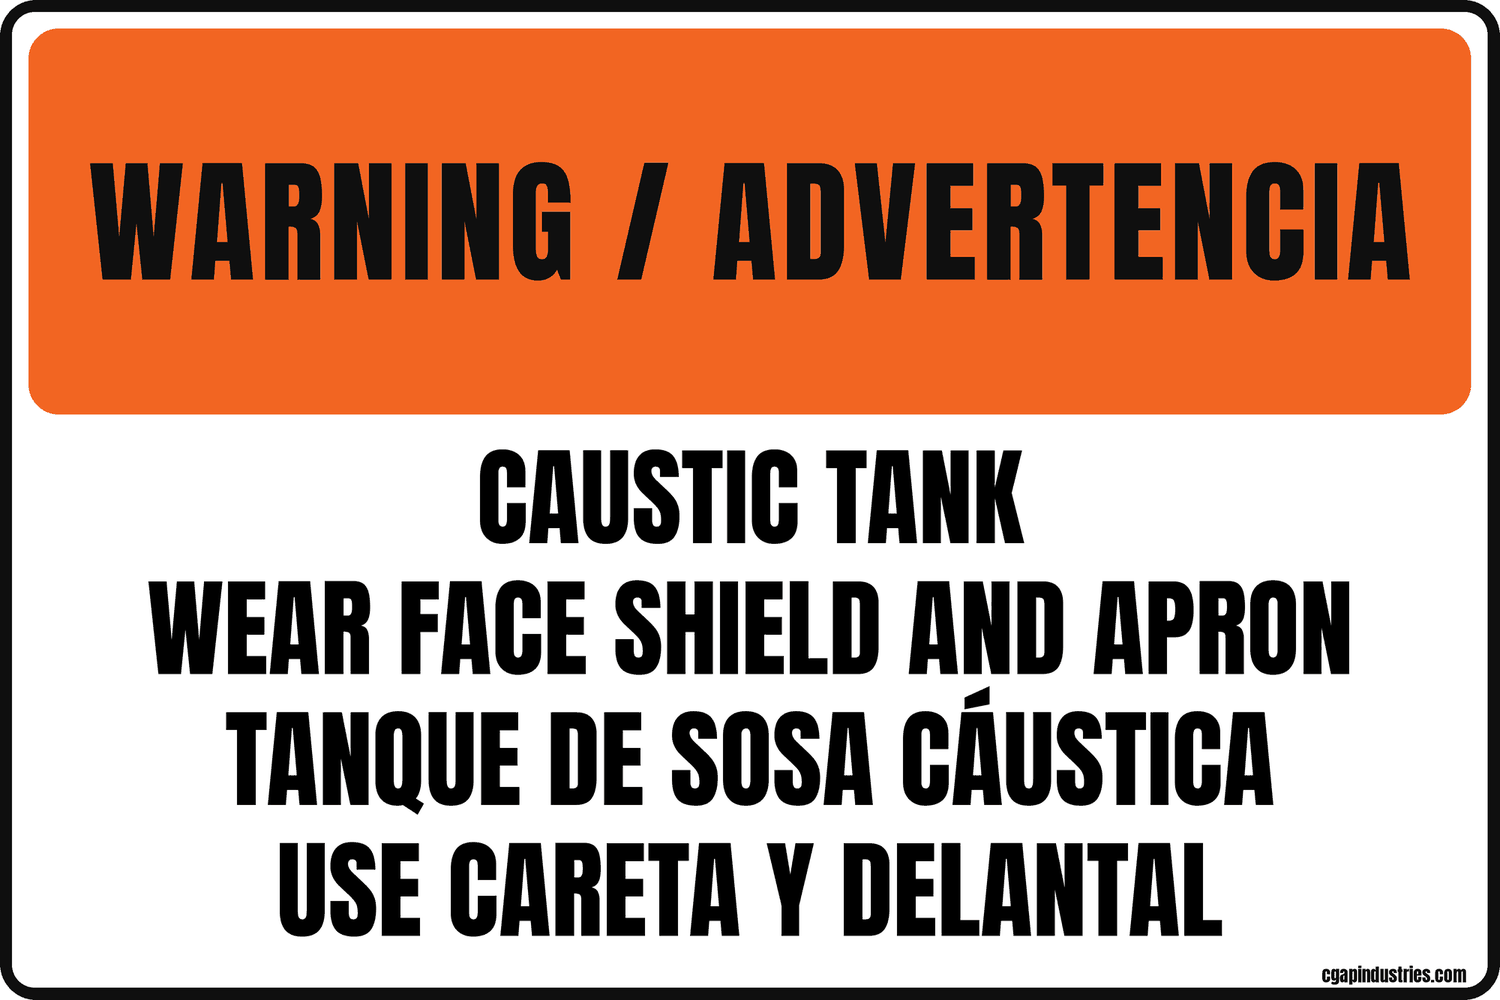 WARNING / ADVERTENCIA
CAUSTIC TANK
WEAR FACE SHIELD AND APRON
TANQUE DE SOSA CÁUSTICA
USE CARETA Y DELANTAL
cgapindustries.com